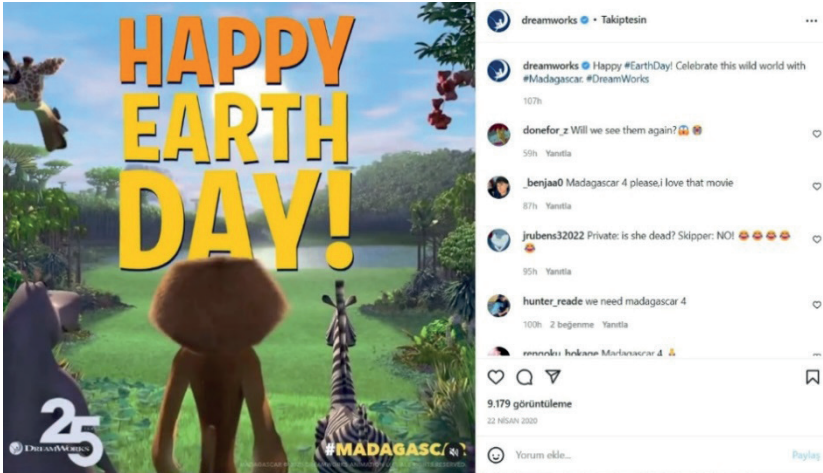 HAPPY
EARTH
DAY!
25
DREAMWORKS
#MADAGASC
dreamworks • Takiptesin
dreamworks Happy #EarthDay! Celebrate this wild world with
#Madagascar. #DreamWorks
107h
donefor_z Will we see them again?😱😭
59h Yanıtla
_benjaa0 Madagascar 4 please,i love that movie
87h Yanıtla
jrubens32022 Private: is she dead? Skipper: NO! 😂😂😂😂
😂
95h Yanıtla
hunter_reade we need madagascar 4
100h 2 beğenme Yanıtla
rengoku_hokage Madagascar 4 🙏
9.179 görüntüleme
22 NİSAN 2020
Yorum ekle...
Paylaş